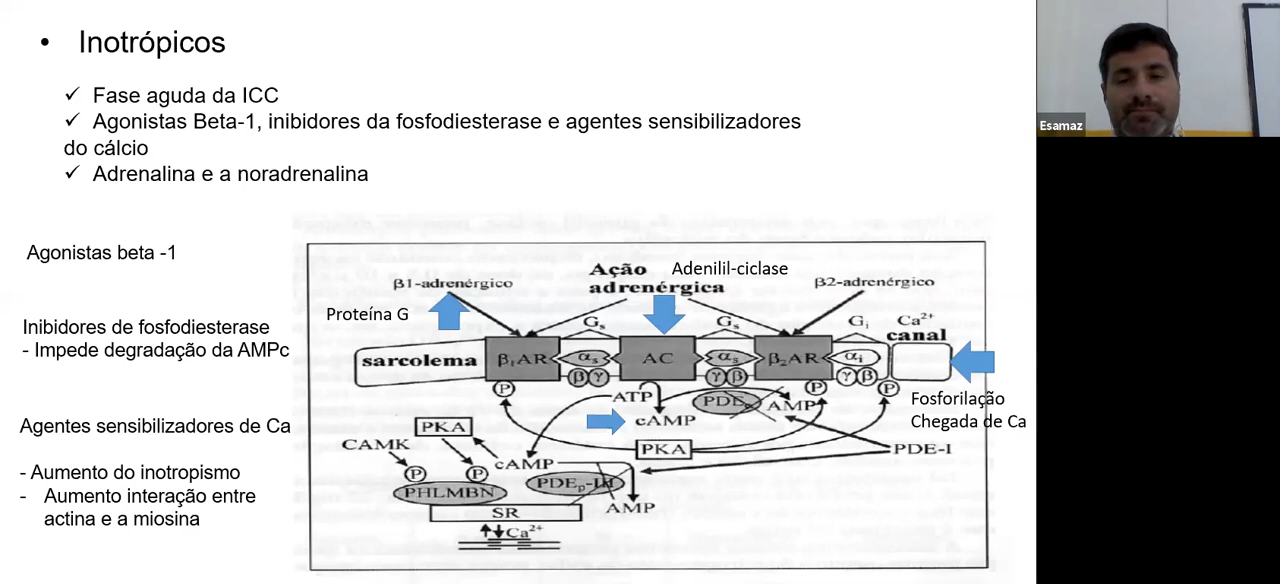 • Inotrópicos
✓ Fase aguda da ICC
✓ Agonistas Beta-1, inibidores da fosfodiesterase e agentes sensibilizadores
do cálcio
✓ Adrenalina e a noradrenalina
Esamaz
Agonistas beta -1
Inibidores de fosfodiesterase
- Impede degradação da AMPc
Agentes sensibilizadores de Ca
- Aumento do inotropismo
- Aumento interação entre
actina e a miosina
Ação
adrenérgica
Adenilil-ciclase
β1-adrenérgico
β2-adrenérgico
Proteína G
Gs
Gs
Gi
Ca2+
canal
sarcolema
β1AR
αs
AC
αs
β2AR
αi
β γ
γ β
γ β
P
P
P
ATP
PDE
AMP
cAMP
Fosforilação
Chegada de Ca
PKA
CAMK
PKA
PDE-I
cAMP
P
P
PHLMBN
PDEp-III
AMP
SR
Ca2+